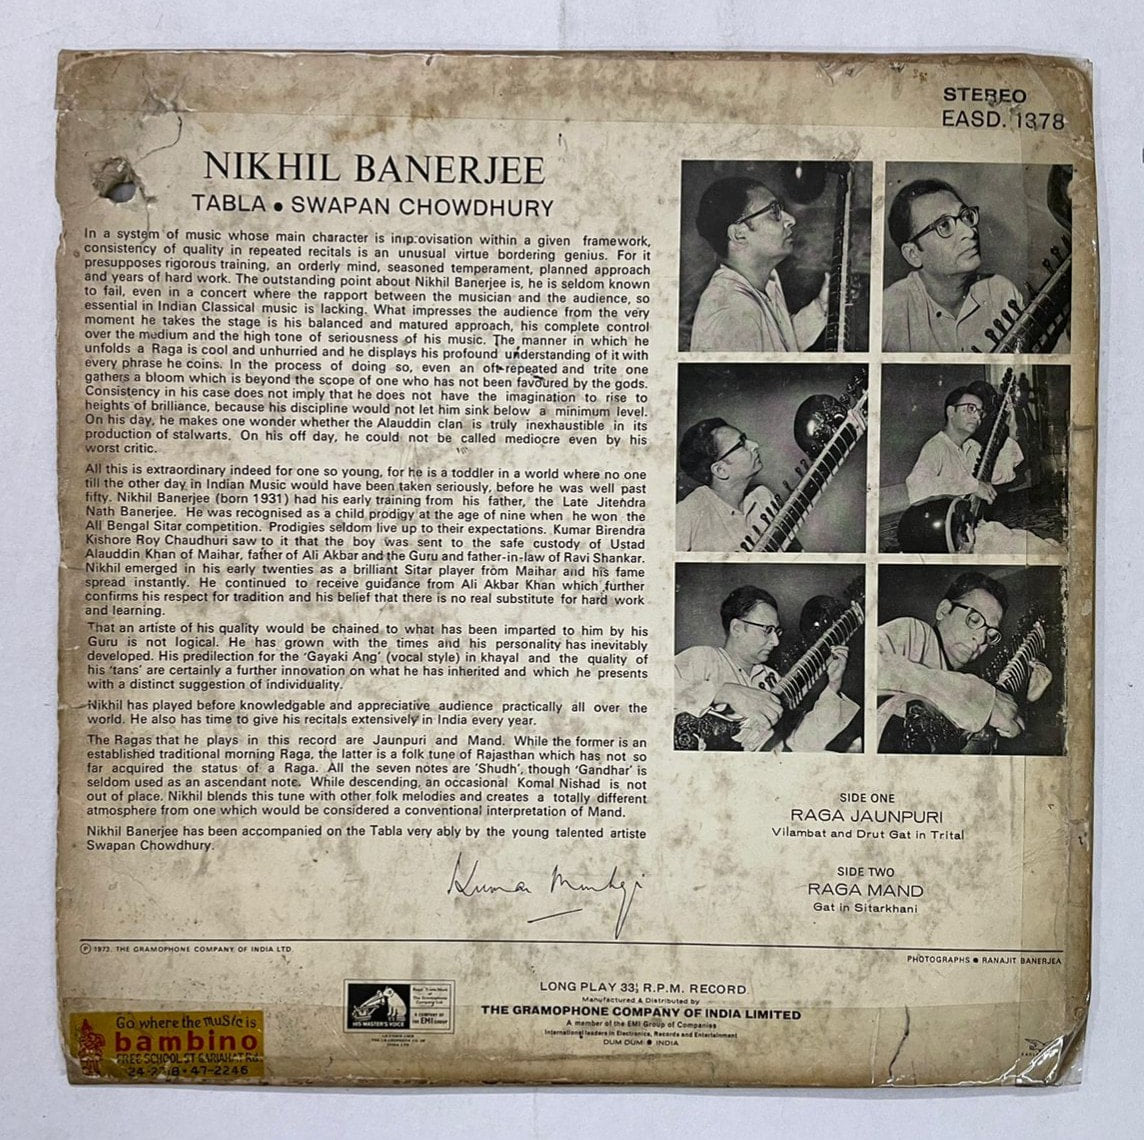 STEREO
EASD. 1378
NIKHIL BANERJEE
TABLA • SWAPAN CHOWDHURY
In a system of music whose main character is improvisation within a given framework,
consistency of quality in repeated recitals is an unusual virtue bordering genius. For it
presupposes rigorous training, an orderly mind, seasoned temperament, planned approach
and years of hard work. The outstanding point about Nikhil Banerjee is, he is seldom known
to fail, even in a concert where the rapport between the musician and the audience, so
essential in Indian Classical music is lacking. What impresses the audience from the very
moment he takes the stage is his balanced and matured approach, his complete control
over the medium and the high tone of seriousness of his music. The manner in which he
unfolds a Raga is cool and unhurried and he displays his profound understanding of it with
every phrase he coins. In the process of doing so, even an oft-repeated and trite one
gathers a bloom which is beyond the scope of one who has not been favoured by the gods.
Consistency in his case does not imply that he does not have the imagination to rise to
heights of brilliance, because his discipline would not let him sink below a minimum level.
On his day, he makes one wonder whether the Alauddin clan is truly inexhaustible in its
production of stalwarts. On his off day, he could not be called mediocre even by his
worst critic.
All this is extraordinary indeed for one so young, for he is a toddler in a world where no one
till the other day in Indian Music would have been taken seriously, before he was well past
fifty. Nikhil Banerjee (born 1931) had his early training from his father, the Late Jitendra
Nath Banerjee. He was recognised as a child prodigy at the age of nine when he won the
All Bengal Sitar competition. Prodigies seldom live up to their expectations. Kumar Birendra
Kishore Roy Chaudhuri saw to it that the boy was sent to the safe custody of Ustad
Alauddin Khan of Maihar, father of Ali Akbar and the Guru and father-in-law of Ravi Shankar.
Nikhil emerged in his early twenties as a brilliant Sitar player from Maihar and his fame
spread instantly. He continued to receive guidance from Ali Akbar Khan which further
confirms his respect for tradition and his belief that there is no real substitute for hard work
and learning.
That an artiste of his quality would be chained to what has been imparted to him by his
Guru is not logical. He has grown with the times and his personality has inevitably
developed. His predilection for the 'Gayaki Ang' (vocal style) in khayal and the quality of
his 'tans' are certainly a further innovation on what he has inherited and which he presents
with a distinct suggestion of individuality.
Nikhil has played before knowledgable and appreciative audience practically all over the
world. He also has time to give his recitals extensively in India every year.
The Ragas that he plays in this record are Jaunpuri and Mand. While the former is an
established traditional morning Raga, the latter is a folk tune of Rajasthan which has not so
far acquired the status of a Raga. All the seven notes are 'Shudh', though 'Gandhar' is
seldom used as an ascendant note. While descending, an occasional Komal Nishad is not
out of place. Nikhil blends this tune with other folk melodies and creates a totally different
atmosphere from one which would be considered a conventional interpretation of Mand.
Nikhil Banerjee has been accompanied on the Tabla very ably by the young talented artiste
Swapan Chowdhury.
Kumar Mukherji
SIDE ONE
RAGA JAUNPURI
Vilambat and Drut Gat in Trital
SIDE TWO
RAGA MAND
Gat in Sitarkhani
Ⓟ 1973. THE GRAMOPHONE COMPANY OF INDIA LTD.
PHOTOGRAPHS • RANAJIT BANERJEA
HIS MASTER'S VOICE
A COMPANY OF
THE EMI GROUP
LONG PLAY 33⅓ R.P.M. RECORD
Manufactured & Distributed by
THE GRAMOPHONE COMPANY OF INDIA LIMITED
A member of the EMI Group of Companies
International leaders in Electronics, Records and Entertainment
DUM DUM • INDIA
Go where the music is
bambino
FREE SCHOOL ST GARIAHAT Rd.
47-2246